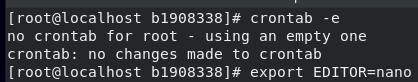 [root@localhost b1908338]# crontab -e
no crontab for root - using an empty one
crontab: no changes made to crontab
[root@localhost b1908338]# export EDITOR=nano